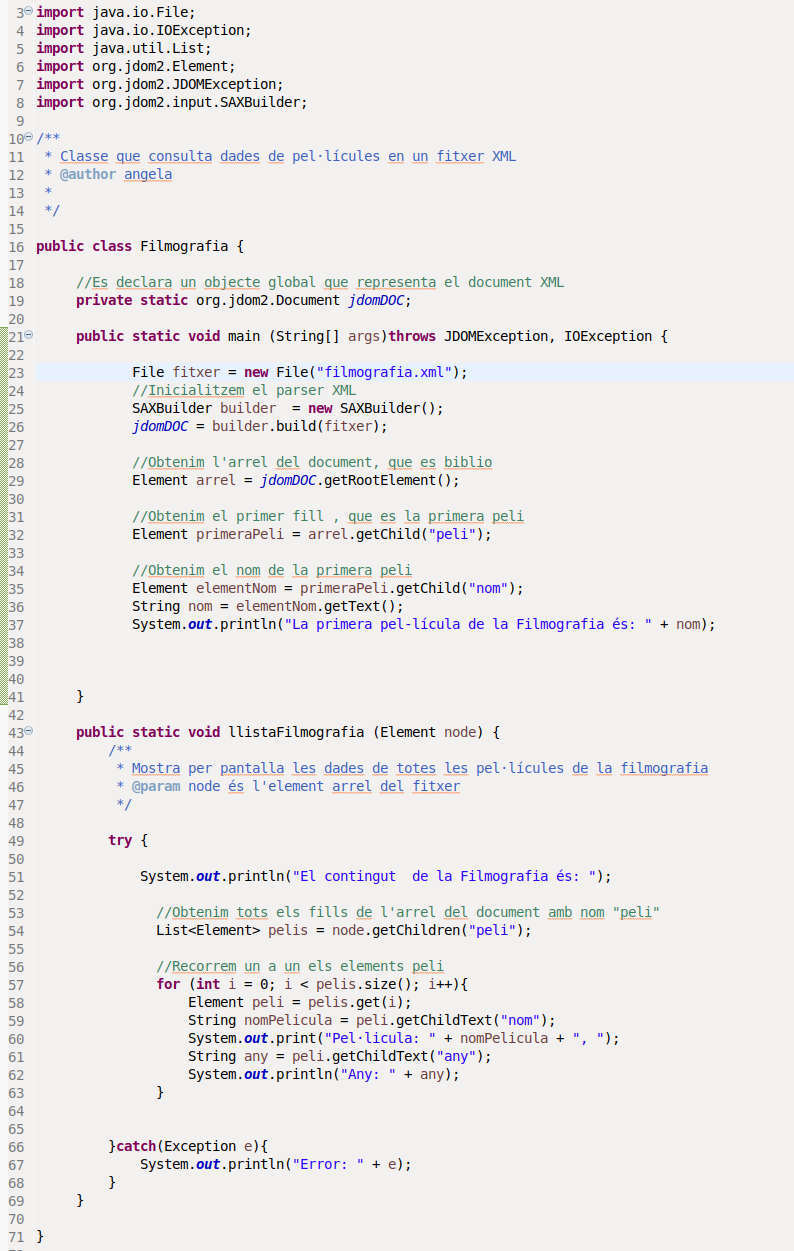 3 import java.io.File;
4 import java.io.IOException;
5 import java.util.List;
6 import org.jdom2.Element;
7 import org.jdom2.JDOMException;
8 import org.jdom2.input.SAXBuilder;
9
10 /**
11  * Classe que consulta dades de pel·lícules en un fitxer XML
12  * @author angela
13  *
14  */
15
16 public class Filmografia {
17
18      //Es declara un objecte global que representa el document XML
19      private static org.jdom2.Document jdomDOC;
20
21      public static void main (String[] args)throws JDOMException, IOException {
22
23             File fitxer = new File("filmografia.xml");
24             //Inicialitzem el parser XML
25             SAXBuilder builder  = new SAXBuilder();
26             jdomDOC = builder.build(fitxer);
27
28             //Obtenim l'arrel del document, que es biblio
29             Element arrel = jdomDOC.getRootElement();
30
31             //Obtenim el primer fill , que es la primera peli
32             Element primeraPeli = arrel.getChild("peli");
33
34             //Obtenim el nom de la primera peli
35             Element elementNom = primeraPeli.getChild("nom");
36             String nom = elementNom.getText();
37             System.out.println("La primera pel-lícula de la Filmografia és: " + nom);
38
39
40
41      }
42
43      public static void llistaFilmografia (Element node) {
44          /**
45           * Mostra per pantalla les dades de totes les pel·lícules de la filmografia
46           * @param node és l'element arrel del fitxer
47           */
48
49          try {
50
51              System.out.println("El contingut  de la Filmografia és: ");
52
53                //Obtenim tots els fills de l'arrel del document amb nom "peli"
54                List<Element> pelis = node.getChildren("peli");
55
56                //Recorrem un a un els elements peli
57                for (int i = 0; i < pelis.size(); i++){
58                    Element peli = pelis.get(i);
59                    String nomPelicula = peli.getChildText("nom");
60                    System.out.print("Pel·licula: " + nomPelicula + ", ");
61                    String any = peli.getChildText("any");
62                    System.out.println("Any: " + any);
63                }
64
65
66          }catch(Exception e){
67              System.out.println("Error: " + e);
68          }
69      }
70
71 }